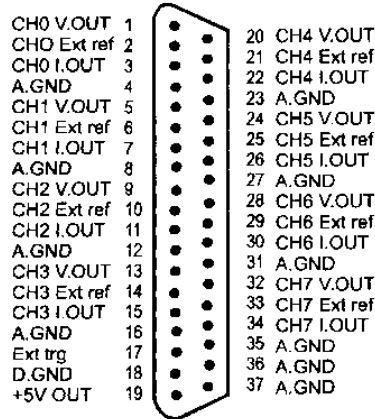 CH0 V.OUT 1
CHO Ext ref 2
CH0 I.OUT 3
A.GND 4
CH1 V.OUT 5
CH1 Ext ref 6
CH1 I.OUT 7
A.GND 8
CH2 V.OUT 9
CH2 Ext ref 10
CH2 I.OUT 11
A.GND 12
CH3 V.OUT 13
CH3 Ext ref 14
CH3 I.OUT 15
A.GND 16
Ext trg 17
D.GND 18
+5V OUT 19
20 CH4 V.OUT
21 CH4 Ext ref
22 CH4 I.OUT
23 A.GND
24 CH5 V.OUT
25 CH5 Ext ref
26 CH5 I.OUT
27 A.GND
28 CH6 V.OUT
29 CH6 Ext ref
30 CH6 I.OUT
31 A.GND
32 CH7 V.OUT
33 CH7 Ext ref
34 CH7 I.OUT
35 A.GND
36 A.GND
37 A.GND